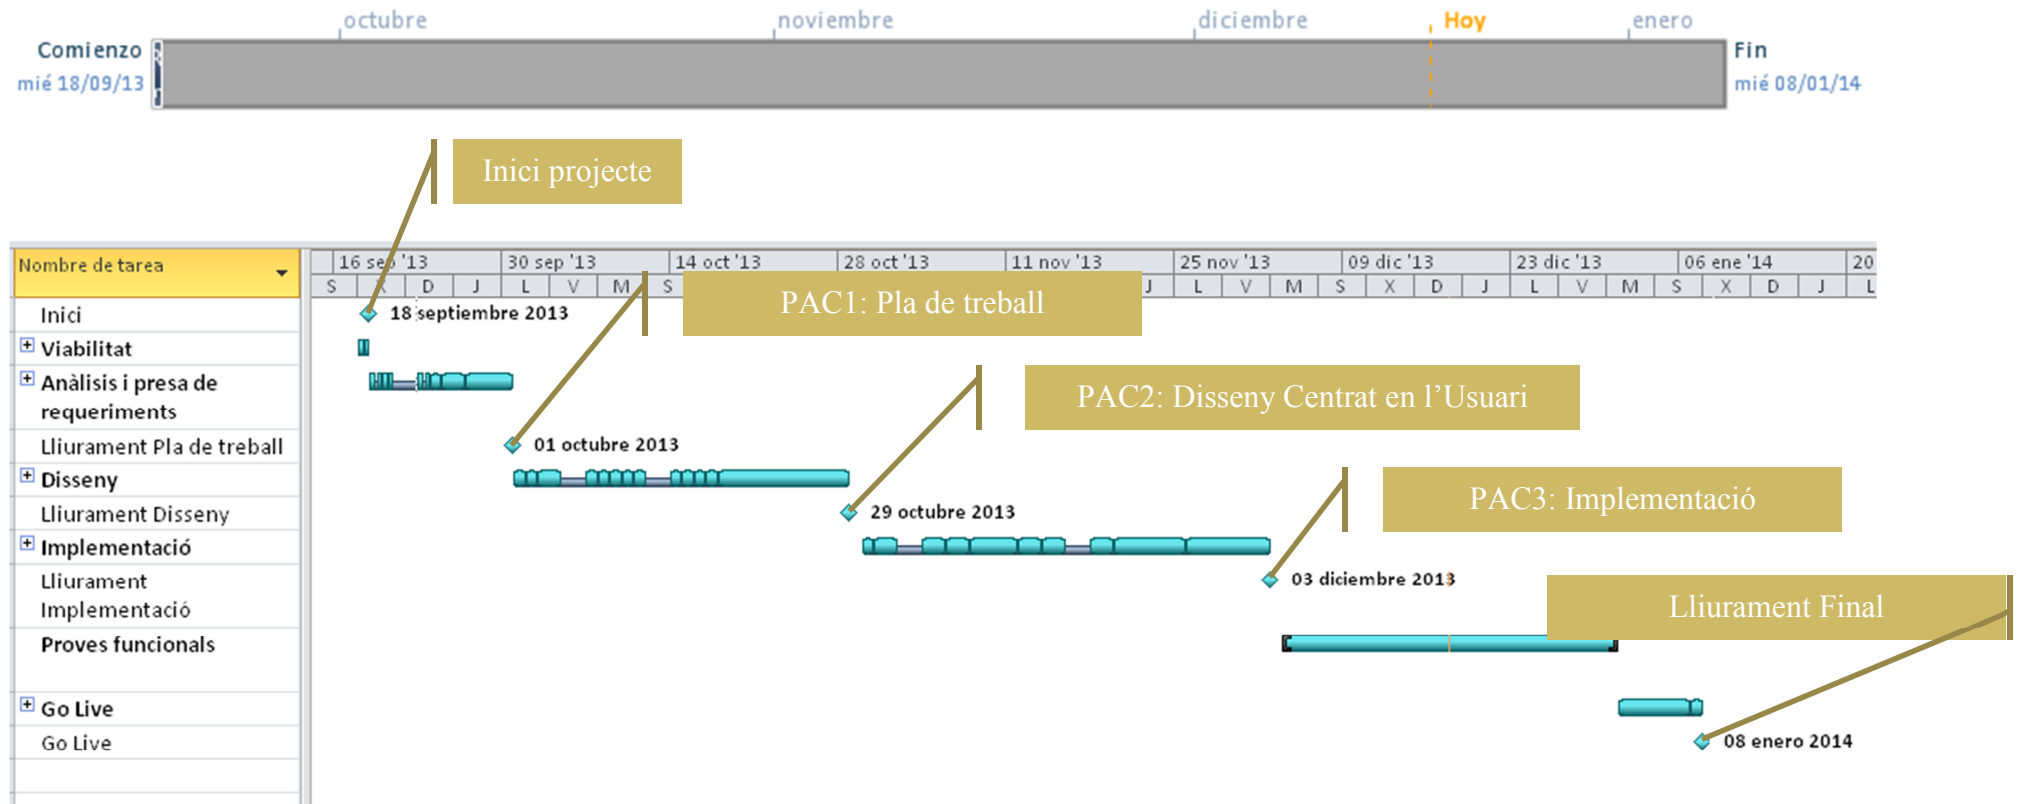 octubre noviembre diciembre Hoy enero
Comienzo Fin
mié 18/09/13 mié 08/01/14
Inici projecte
Nombre de tarea 16 sep '13 30 sep '13 14 oct '13 28 oct '13 11 nov '13 25 nov '13 09 dic '13 23 dic '13 06 ene '14 20
S X D J L V M S J L V M S X D J L V M S X D J L
PAC1: Pla de treball
Inici 18 septiembre 2013
Viabilitat
Anàlisis i presa de
requeriments
PAC2: Disseny Centrat en l'Usuari
Lliurament Pla de treball 01 octubre 2013
Disseny
PAC3: Implementació
Lliurament Disseny 29 octubre 2013
Implementació
Lliurament
Implementació
03 diciembre 2013
Lliurament Final
Proves funcionals
Go Live
Go Live 08 enero 2014